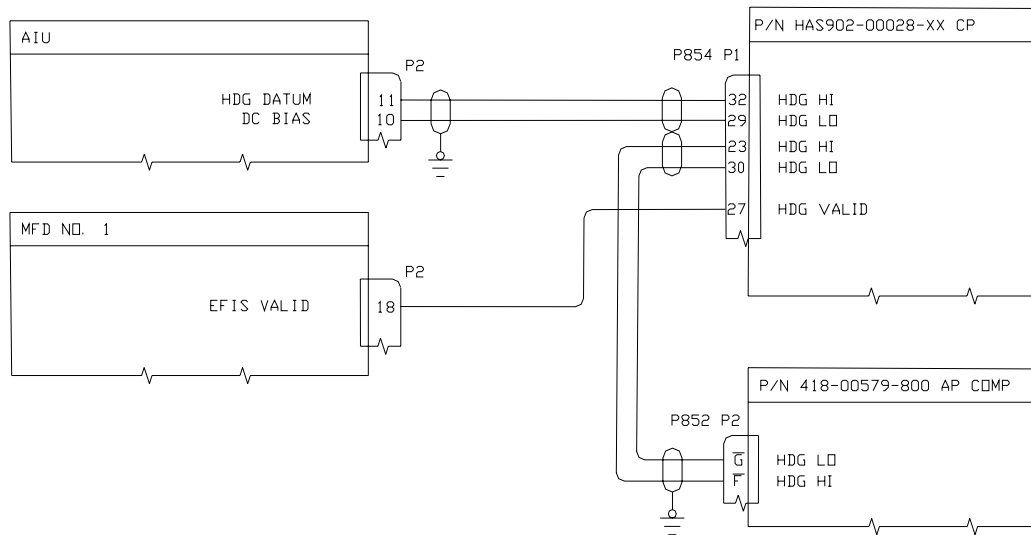 AIU
P2
HDG DATUM 11
DC BIAS 10
MFD NO. 1
P2
EFIS VALID 18
P/N HAS902-00028-XX CP
P854 P1
32 HDG HI
29 HDG LO
23 HDG HI
30 HDG LO
27 HDG VALID
P/N 418-00579-800 AP COMP
P852 P2
G̅ HDG LO
F̅ HDG HI